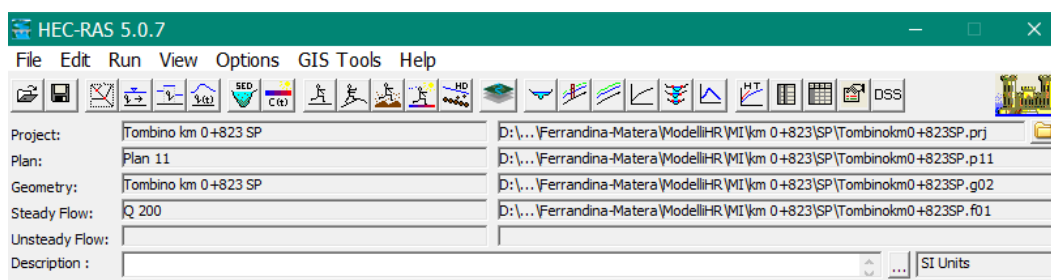 HEC-RAS 5.0.7
File Edit Run View Options GIS Tools Help
SED C(t) HD HT DSS
Project: Tombino km 0+823 SP D:\...\Ferrandina-Matera\ModelliHR\MI\km 0+823\SP\Tombinokm0+823SP.prj
Plan: Plan 11 D:\...\Ferrandina-Matera\ModelliHR\MI\km 0+823\SP\Tombinokm0+823SP.p11
Geometry: Tombino km 0+823 SP D:\...\Ferrandina-Matera\ModelliHR\MI\km 0+823\SP\Tombinokm0+823SP.g02
Steady Flow: Q 200 D:\...\Ferrandina-Matera\ModelliHR\MI\km 0+823\SP\Tombinokm0+823SP.f01
Unsteady Flow:
Description : ... SI Units